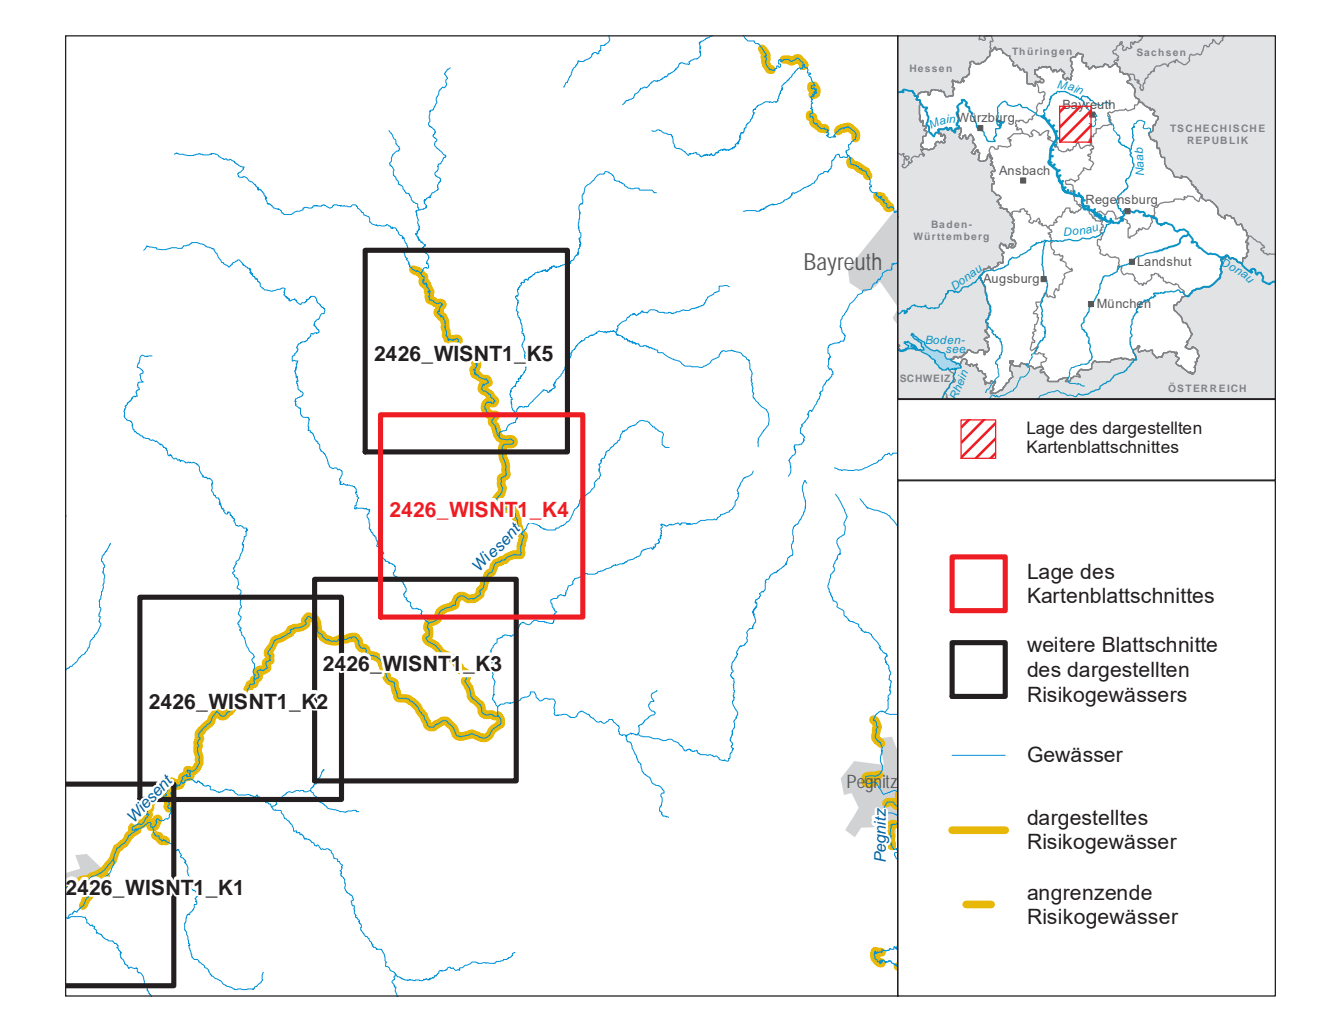 Bayreuth
2426_WISNT1_K5
2426_WISNT1_K4
Wiesent
2426_WISNT1_K3
2426_WISNT1_K2
Wiesent
2426_WISNT1_K1
Pegnitz
Pegnitz
Thüringen
Sachsen
Hessen
Main
Bayreuth
Main
Würzburg
TSCHECHISCHE
REPUBLIK
Naab
Ansbach
Regensburg
Baden-
Württemberg
Donau
Landshut
Donau
Donau
Augsburg
München
Boden-
see
SCHWEIZ
Rhein
ÖSTERREICH
Lage des dargestellten
Kartenblattschnittes
Lage des
Kartenblattschnittes
weitere Blattschnitte
des dargestellten
Risikogewässers
Gewässer
dargestelltes
Risikogewässer
angrenzende
Risikogewässer